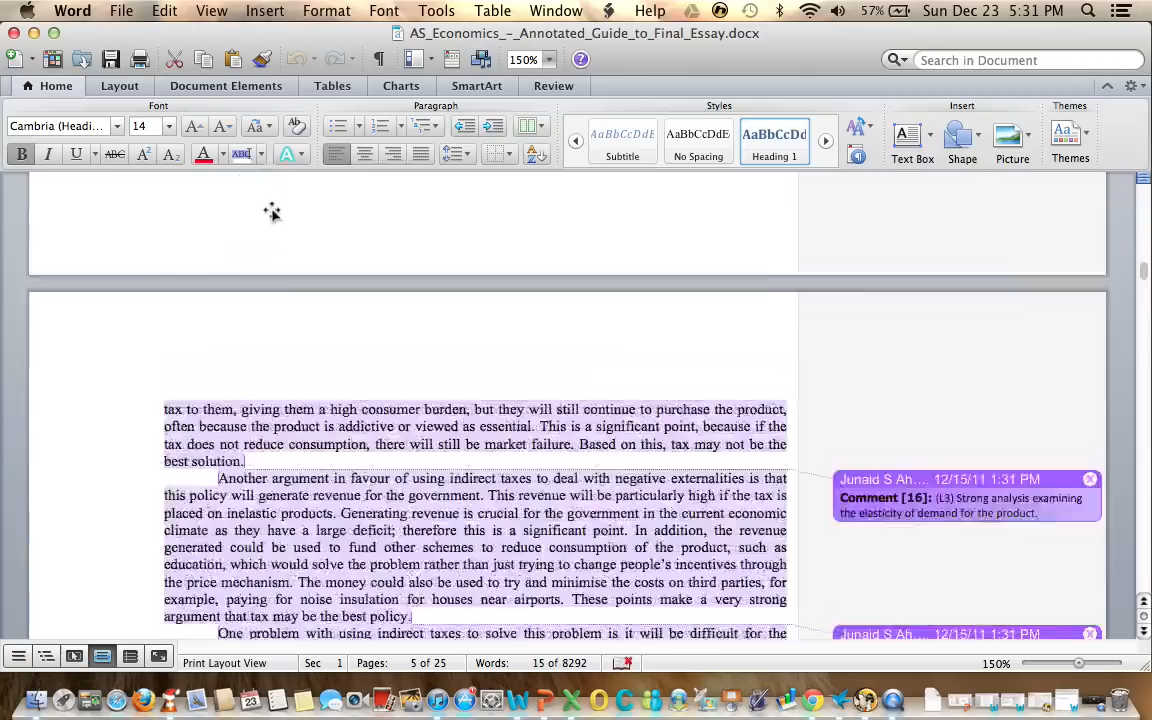 Word File Edit View Insert Format Font Tools Table Window Help 57% Sun Dec 23 5:31 PM
AS_Economics_-_Annotated_Guide_to_Final_Essay.docx
150% Search in Document
Home Layout Document Elements Tables Charts SmartArt Review
Font Paragraph Styles Insert Themes
Cambria (Headi... 14 Aa
AaBbCcDdE AaBbCcDdE AaBbCcDd
Subtitle No Spacing Heading 1 Text Box Shape Picture Themes
B I U ABC A² A₂ A ABC A
tax to them, giving them a high consumer burden, but they will still continue to purchase the product,
often because the product is addictive or viewed as essential. This is a significant point, because if the
tax does not reduce consumption, there will still be market failure. Based on this, tax may not be the
best solution.
Another argument in favour of using indirect taxes to deal with negative externalities is that
this policy will generate revenue for the government. This revenue will be particularly high if the tax is
placed on inelastic products. Generating revenue is crucial for the government in the current economic
climate as they have a large deficit; therefore this is a significant point. In addition, the revenue
generated could be used to fund other schemes to reduce consumption of the product, such as
education, which would solve the problem rather than just trying to change people's incentives through
the price mechanism. The money could also be used to try and minimise the costs on third parties, for
example, paying for noise insulation for houses near airports. These points make a very strong
argument that tax may be the best policy.
One problem with using indirect taxes to solve this problem is it will be difficult for the
Junaid S Ah... 12/15/11 1:31 PM
Comment [16]: (L3) Strong analysis examining
the elasticity of demand for the product.
Junaid S Ah... 12/15/11 1:31 PM
Print Layout View Sec 1 Pages: 5 of 25 Words: 15 of 8292 150%